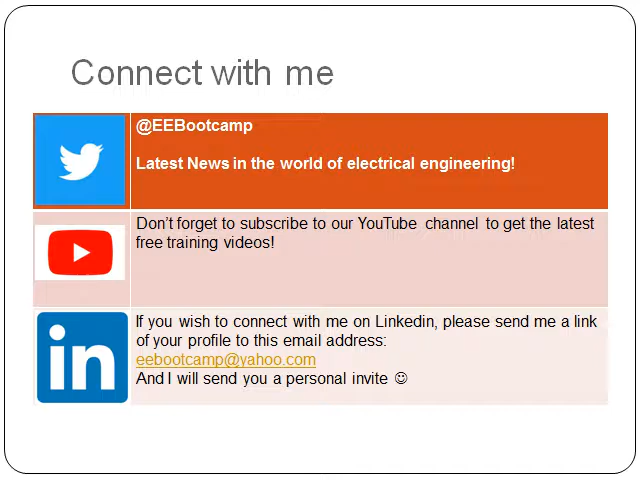 Connect with me
@EEBootcamp
Latest News in the world of electrical engineering!
Don't forget to subscribe to our YouTube channel to get the latest
free training videos!
in
If you wish to connect with me on Linkedin, please send me a link
of your profile to this email address:
eebootcamp@yahoo.com
And I will send you a personal invite ☺